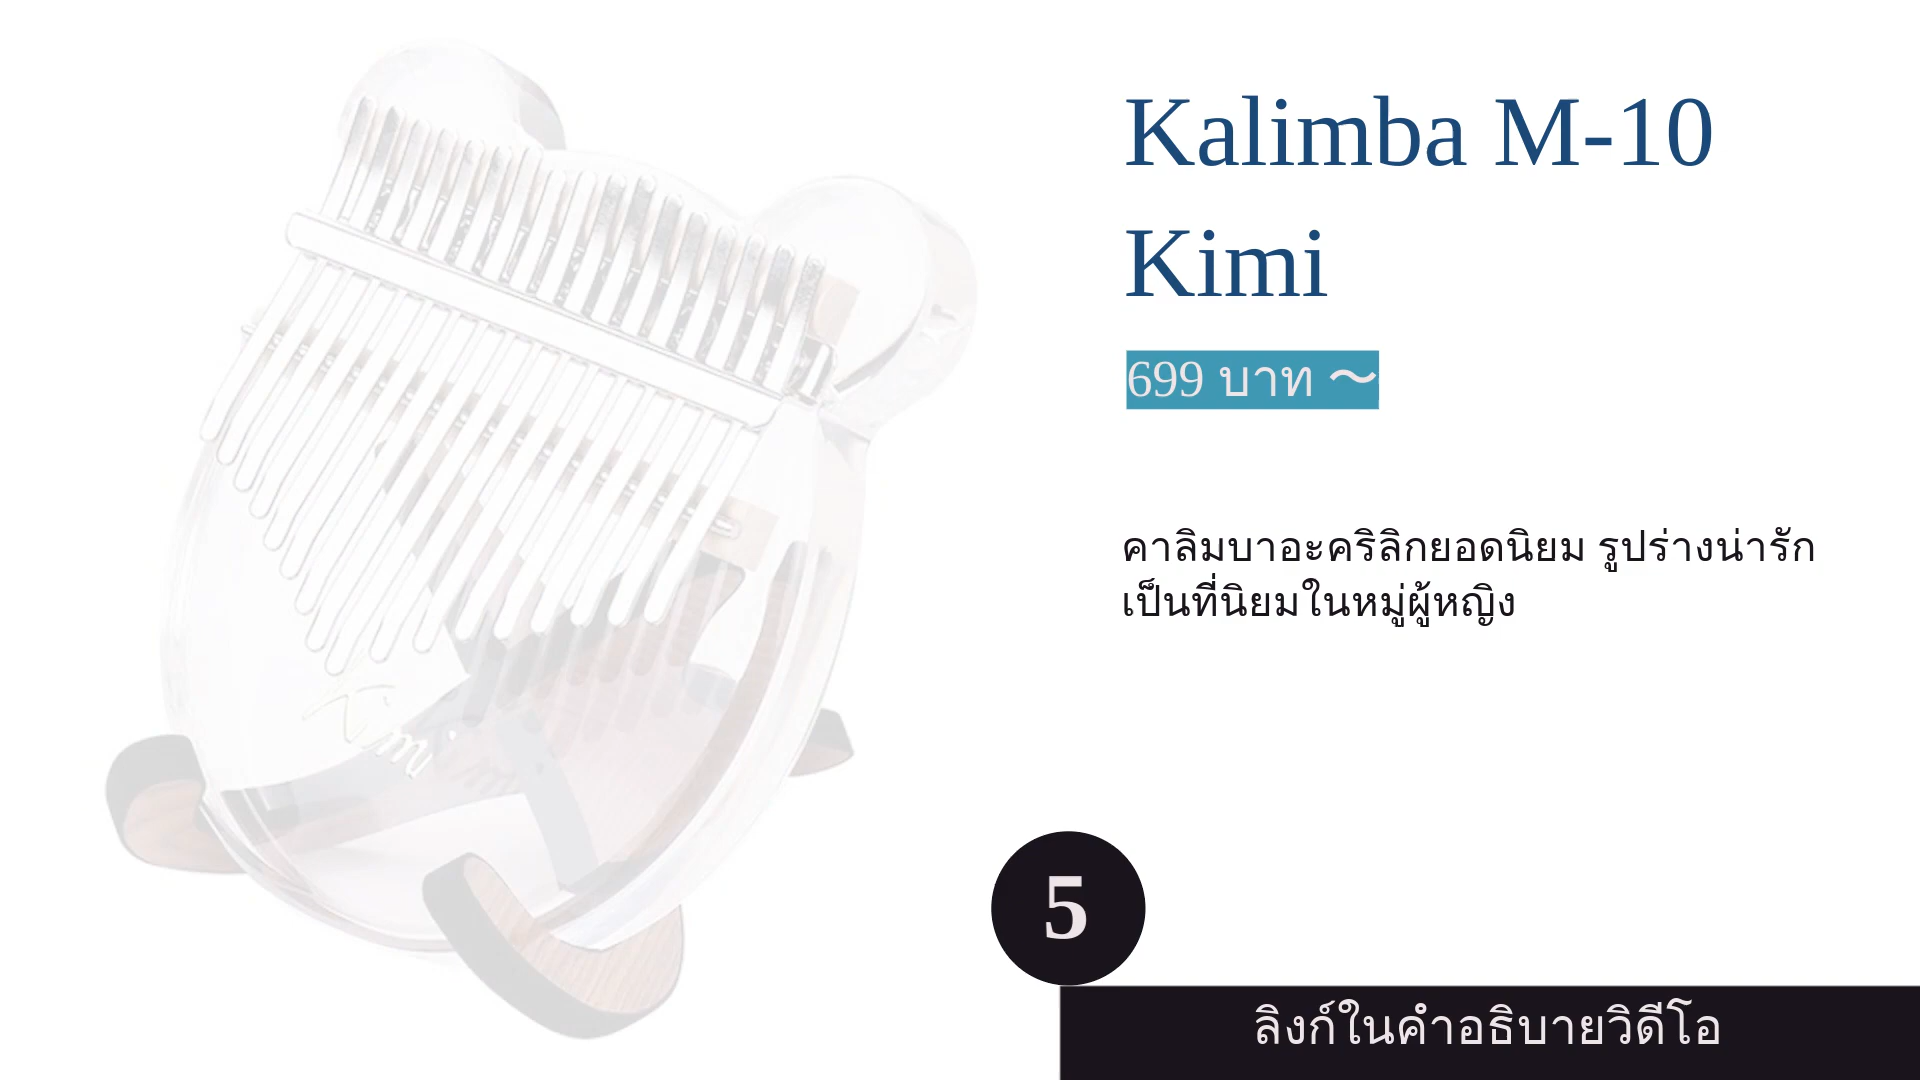 Kalimba M-10
Kimi
699 บาท ～
คาลิมบาอะคริลิกยอดนิยม รูปร่างน่ารัก
เป็นที่นิยมในหมู่ผู้หญิง
Kimi
5
ลิงก์ในคำอธิบายวิดีโอ